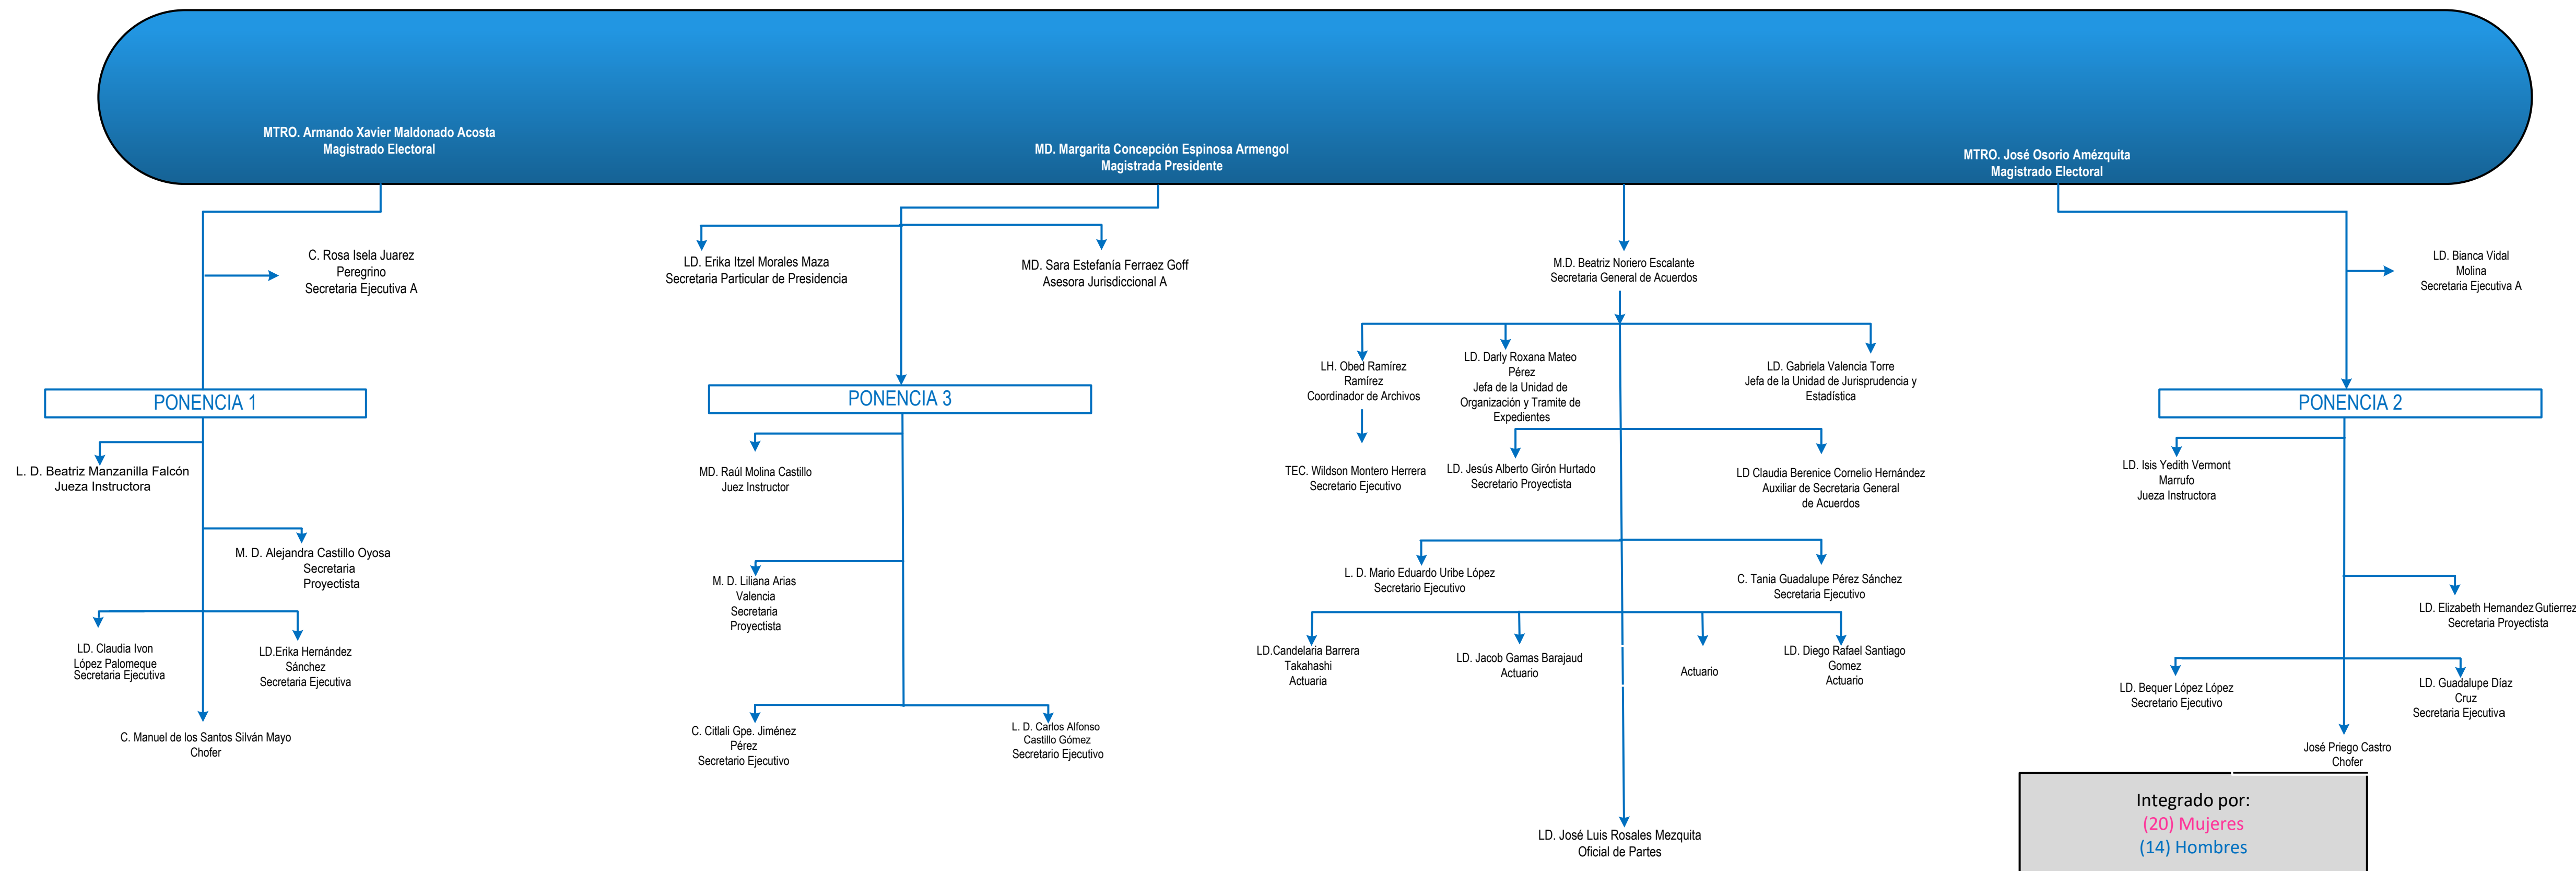 MTRO. Armando Xavier Maldonado Acosta
Magistrado Electoral
MD. Margarita Concepción Espinosa Armengol
Magistrada Presidente
MTRO. José Osorio Amézquita
Magistrado Electoral
C. Rosa Isela Juarez
Peregrino
Secretaria Ejecutiva A
LD. Erika Itzel Morales Maza
Secretaria Particular de Presidencia
MD. Sara Estefanía Ferraez Goff
Asesora Jurisdiccional A
M.D. Beatriz Noriero Escalante
Secretaria General de Acuerdos
LD. Bianca Vidal
Molina
Secretaria Ejecutiva A
PONENCIA 1
L. D. Beatriz Manzanilla Falcón
Jueza Instructora
M. D. Alejandra Castillo Oyosa
Secretaria
Proyectista
LD. Claudia Ivon
López Palomeque
Secretaria Ejecutiva
LD.Erika Hernández
Sánchez
Secretaria Ejecutiva
C. Manuel de los Santos Silván Mayo
Chofer
PONENCIA 3
MD. Raúl Molina Castillo
Juez Instructor
M. D. Liliana Arias
Valencia
Secretaria
Proyectista
C. Citlali Gpe. Jiménez
Pérez
Secretario Ejecutivo
L. D. Carlos Alfonso
Castillo Gómez
Secretario Ejecutivo
LH. Obed Ramírez
Ramírez
Coordinador de Archivos
LD. Darly Roxana Mateo
Pérez
Jefa de la Unidad de
Organización y Tramite de
Expedientes
LD. Gabriela Valencia Torre
Jefa de la Unidad de Jurisprudencia y
Estadística
TEC. Wildson Montero Herrera
Secretario Ejecutivo
LD. Jesús Alberto Girón Hurtado
Secretario Proyectista
LD Claudia Berenice Cornelio Hernández
Auxiliar de Secretaria General
de Acuerdos
L. D. Mario Eduardo Uribe López
Secretario Ejecutivo
C. Tania Guadalupe Pérez Sánchez
Secretaria Ejecutivo
LD.Candelaria Barrera
Takahashi
Actuaria
LD. Jacob Gamas Barajaud
Actuario
Actuario
LD. Diego Rafael Santiago
Gomez
Actuario
LD. José Luis Rosales Mezquita
Oficial de Partes
PONENCIA 2
LD. Isis Yedith Vermont
Marrufo
Jueza Instructora
LD. Elizabeth Hernandez Gutierrez
Secretaria Proyectista
LD. Bequer López López
Secretario Ejecutivo
LD. Guadalupe Díaz
Cruz
Secretaria Ejecutiva
José Priego Castro
Chofer
Integrado por:
(20) Mujeres
(14) Hombres